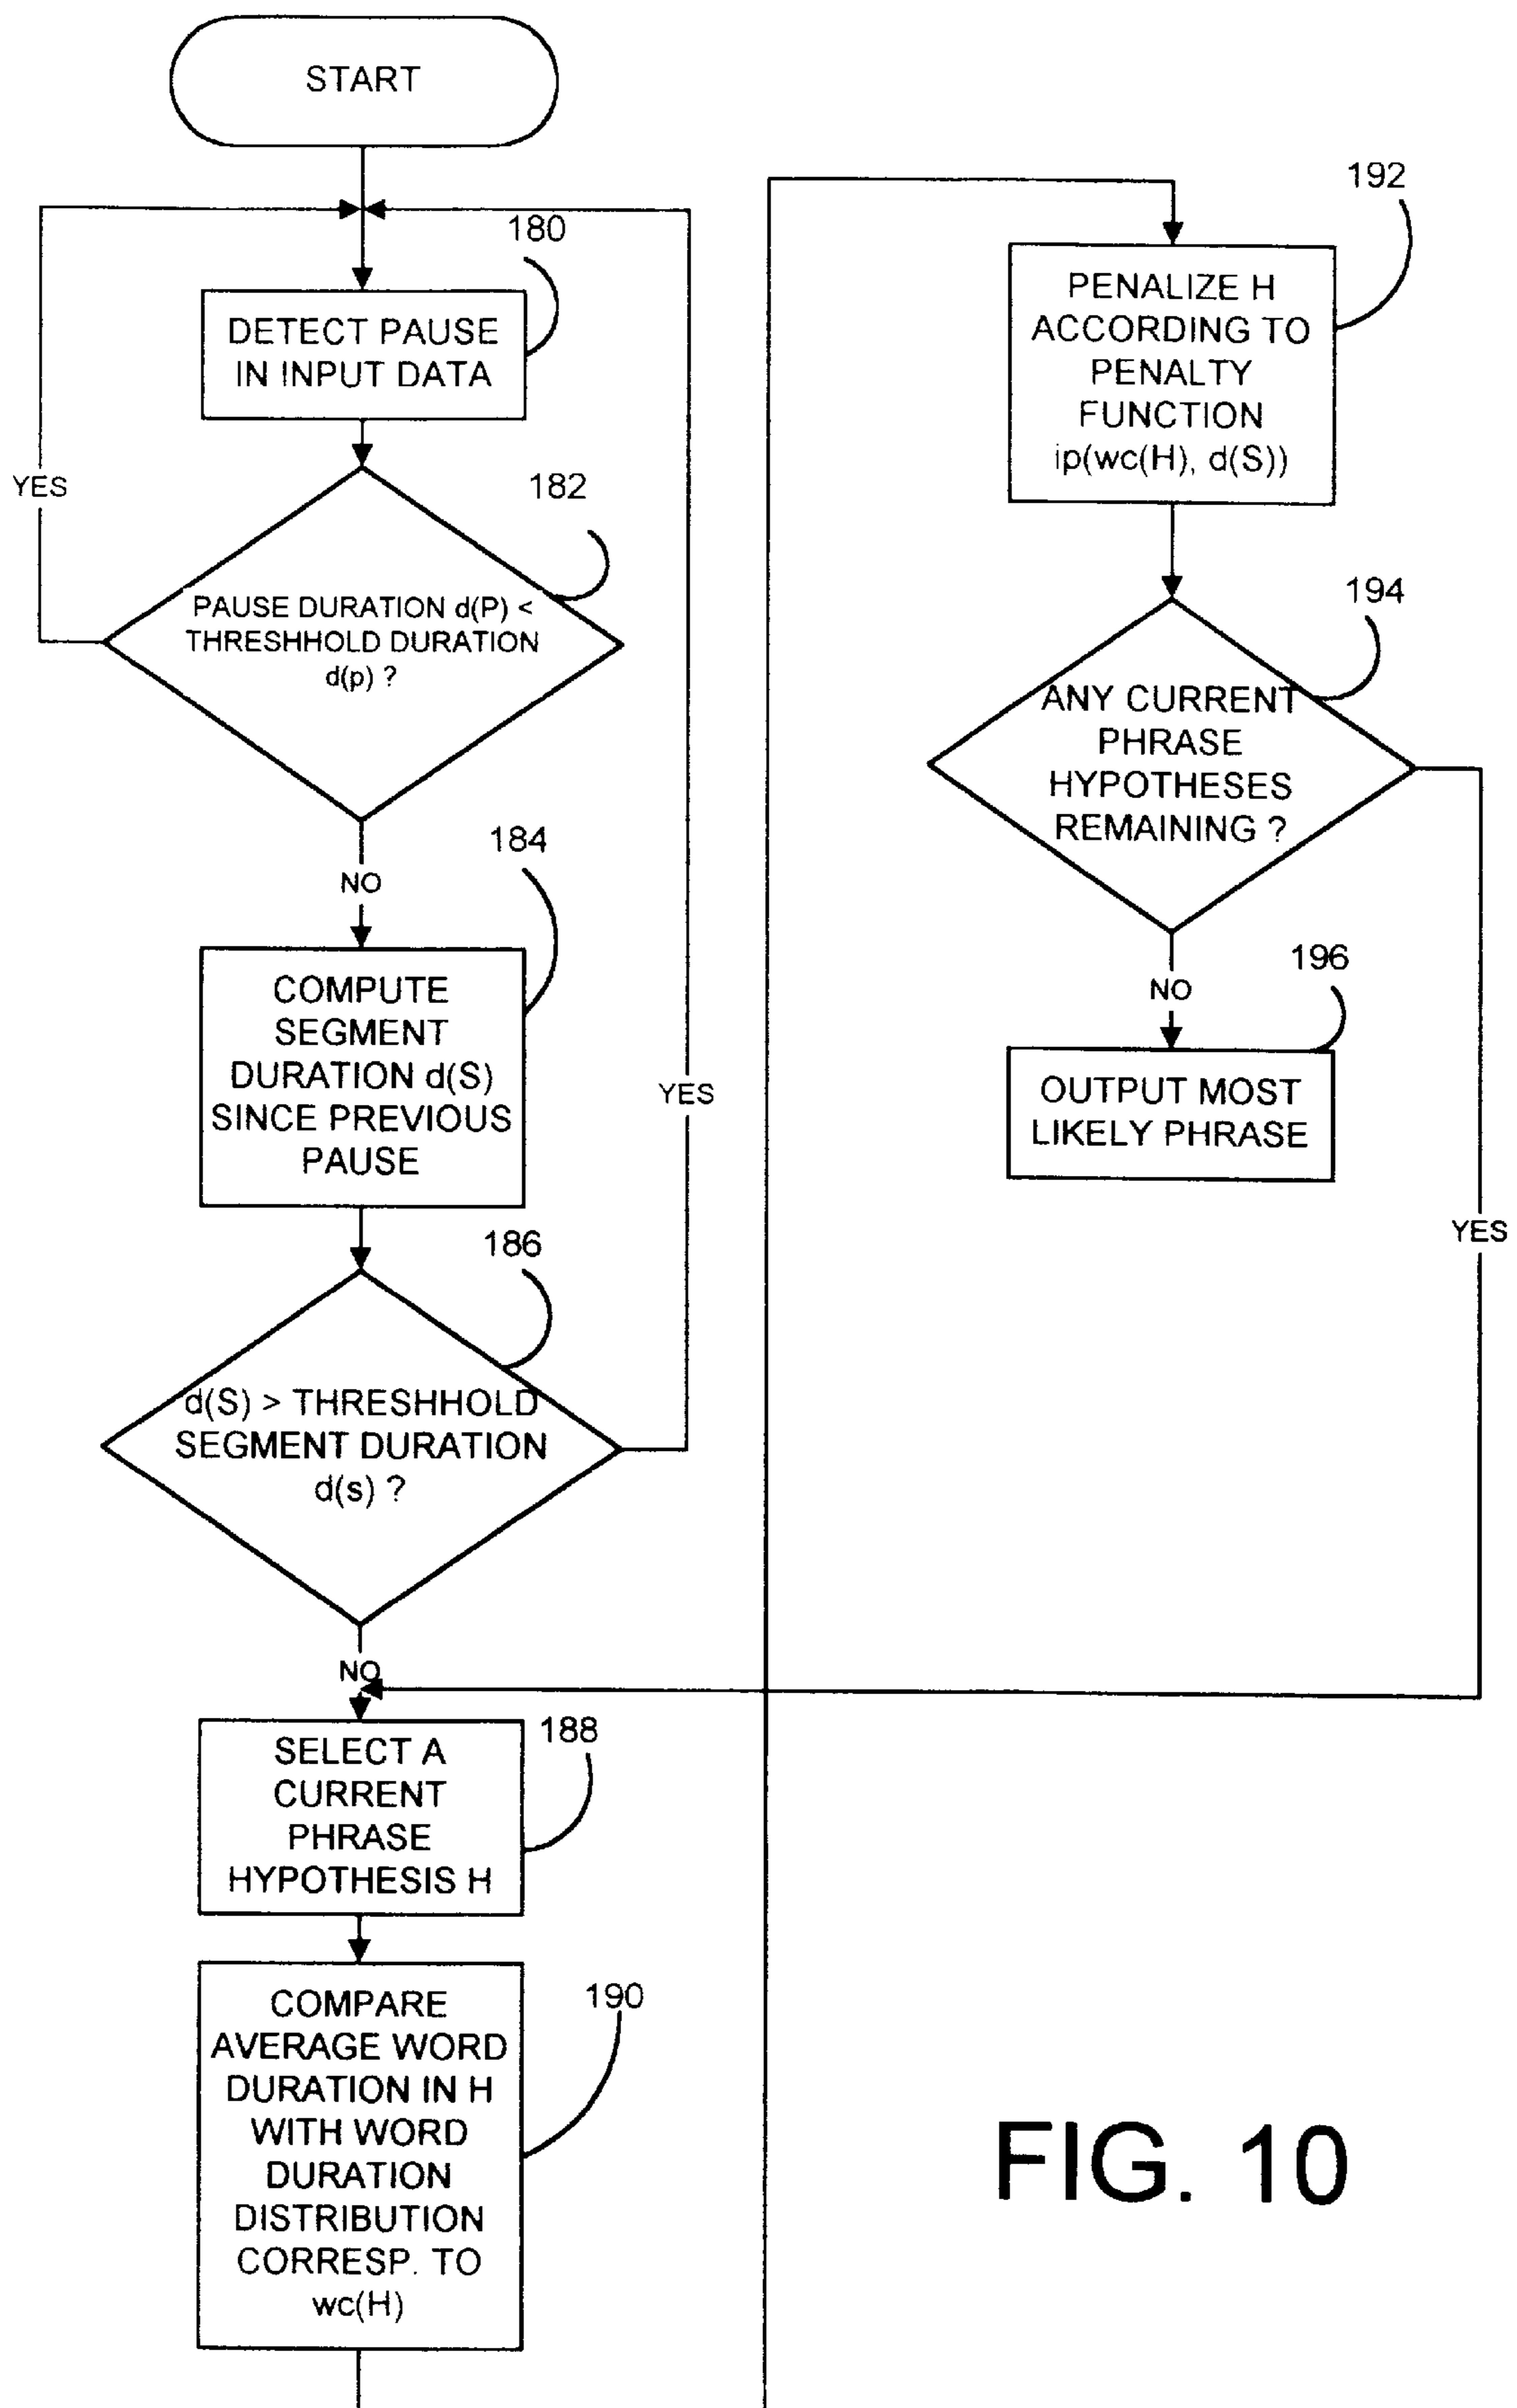 START
180
DETECT PAUSE
IN INPUT DATA
YES
182
PAUSE DURATION d(P) <
THRESHHOLD DURATION
d(p) ?
NO
184
COMPUTE
SEGMENT
DURATION d(S)
SINCE PREVIOUS
PAUSE
YES
186
d(S) > THRESHHOLD
SEGMENT DURATION
d(s) ?
NO
188
SELECT A
CURRENT
PHRASE
HYPOTHESIS H
190
COMPARE
AVERAGE WORD
DURATION IN H
WITH WORD
DURATION
DISTRIBUTION
CORRESP. TO
wc(H)
192
PENALIZE H
ACCORDING TO
PENALTY
FUNCTION
ip(wc(H), d(S))
194
ANY CURRENT
PHRASE
HYPOTHESES
REMAINING ?
NO
196
OUTPUT MOST
LIKELY PHRASE
YES
FIG. 10